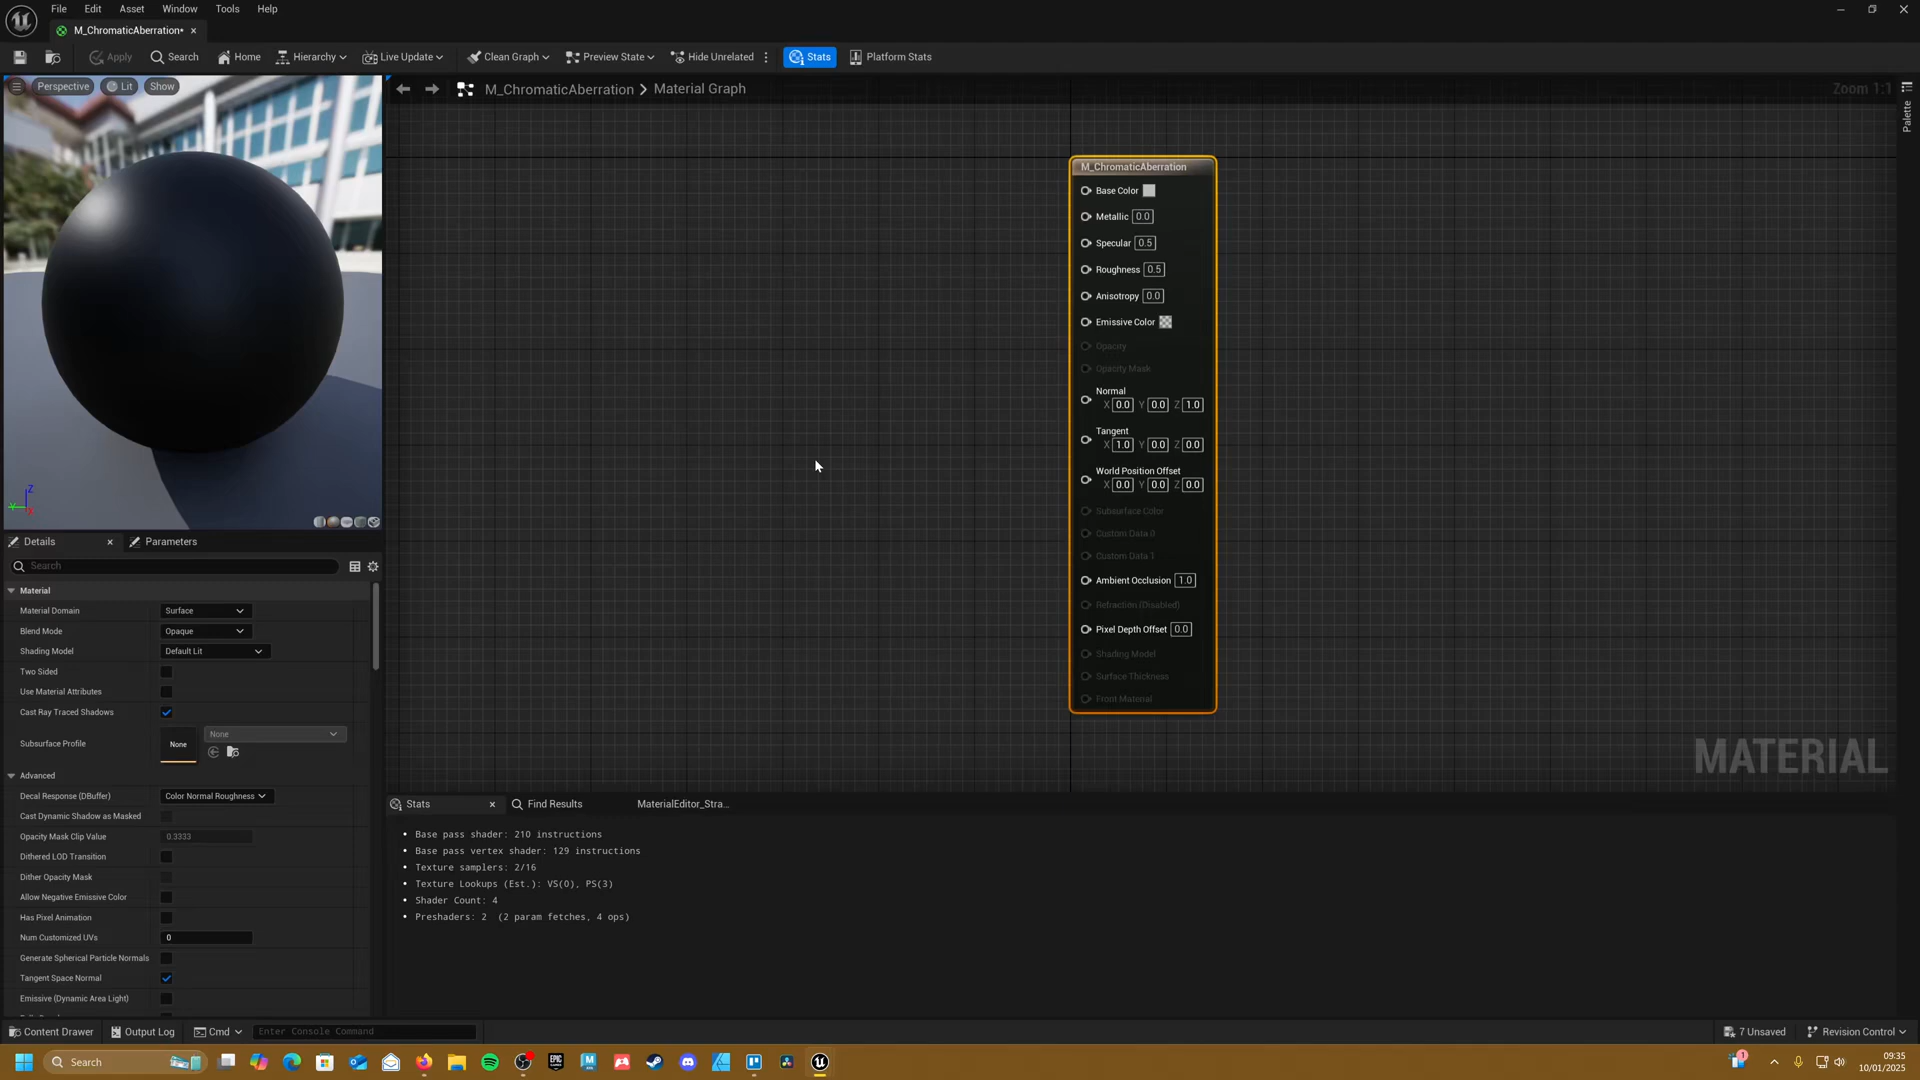 File Edit Asset Window Tools Help
M_ChromaticAberration•
Apply Search Home Hierarchy Live Update Clean Graph Preview State Hide Unrelated Stats Platform Stats
Perspective Lit Show
M_ChromaticAberration > Material Graph
Zoom 1:1
Palette
M_ChromaticAberration
Base Color
Metallic 0.0
Specular 0.5
Roughness 0.5
Anisotropy 0.0
Emissive Color
Opacity
Opacity Mask
Normal
X 0.0 Y 0.0 Z 1.0
Tangent
X 1.0 Y 0.0 Z 0.0
World Position Offset
X 0.0 Y 0.0 Z 0.0
Subsurface Color
Custom Data 0
Custom Data 1
Ambient Occlusion 1.0
Refraction (Disabled)
Pixel Depth Offset 0.0
Shading Model
Surface Thickness
Front Material
MATERIAL
Z
Y
X
Details Parameters
Search
Material
Material Domain Surface
Blend Mode Opaque
Shading Model Default Lit
Two Sided
Use Material Attributes
Cast Ray Traced Shadows
Subsurface Profile None None
Advanced
Decal Response (DBuffer) Color Normal Roughness
Cast Dynamic Shadow as Masked
Opacity Mask Clip Value 0.3333
Dithered LOD Transition
Dither Opacity Mask
Allow Negative Emissive Color
Has Pixel Animation
Num Customized UVs 0
Generate Spherical Particle Normals
Tangent Space Normal
Emissive (Dynamic Area Light)
Stats Find Results MaterialEditor_Stra...
• Base pass shader: 210 instructions
• Base pass vertex shader: 129 instructions
• Texture samplers: 2/16
• Texture Lookups (Est.): VS(0), PS(3)
• Shader Count: 4
• Preshaders: 2 (2 param fetches, 4 ops)
Content Drawer Output Log Cmd Enter Console Command 7 Unsaved Revision Control
Search
EPIC
GAMES
M
1
09:35
10/01/2025